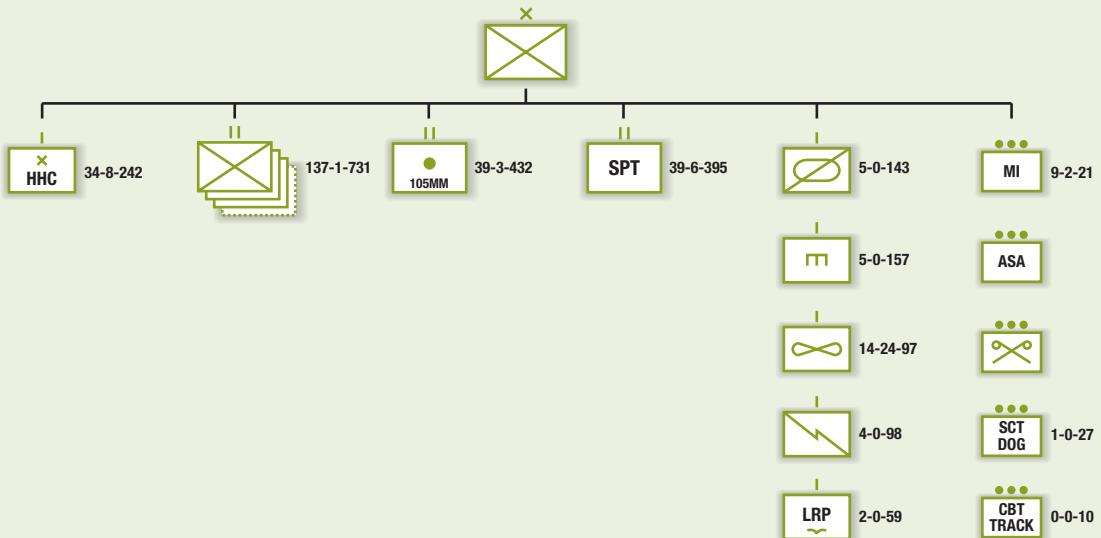 HHC
34-8-242
137-1-731
105MM
39-3-432
SPT
39-6-395
5-0-143
MI
9-2-21
5-0-157
ASA
14-24-97
4-0-98
SCT
DOG
1-0-27
LRP
2-0-59
CBT
TRACK
0-0-10